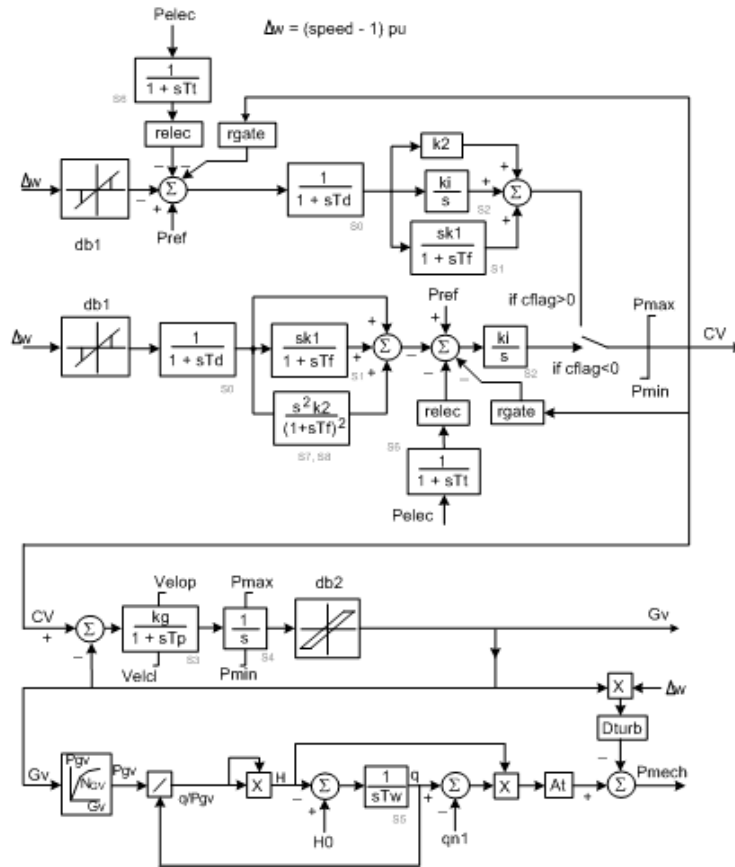 Pelec
Δw = (speed - 1) pu
1
1 + sTt
S6
relec
rgate
k2
Δw
Σ
1
1 + sTd
S0
ki
s
S2
Σ
db1
Pref
sk1
1 + sTf
S1
if cflag>0
Pmax
db1
Pref
Δw
1
1 + sTd
S0
sk1
1 + sTf
S1
Σ
Σ
ki
s
S2
if cflag<0
CV
Pmin
s²k2
(1+sTf)²
S7, S8
relec
rgate
1
1 + sTt
Pelec
Velop
Pmax
db2
CV
Σ
kg
1 + sTp
S3
1
s
S4
Gv
Velcl
Pmin
X
Δw
Dturb
Gv
Pgv
NGV
Gv
Pgv
/
q/Pgv
X
H
Σ
1
sTw
S5
q
Σ
X
At
Σ
Pmech
H0
qn1